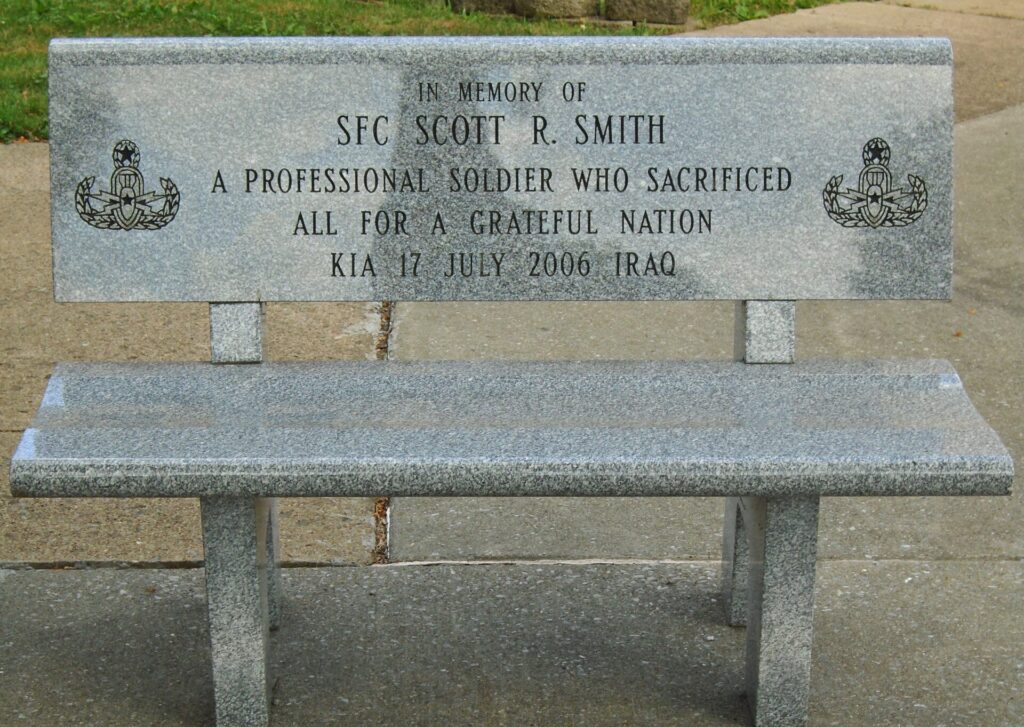 IN MEMORY OF
SFC SCOTT R. SMITH
A PROFESSIONAL SOLDIER WHO SACRIFICED
ALL FOR A GRATEFUL NATION
KIA 17 JULY 2006 IRAQ